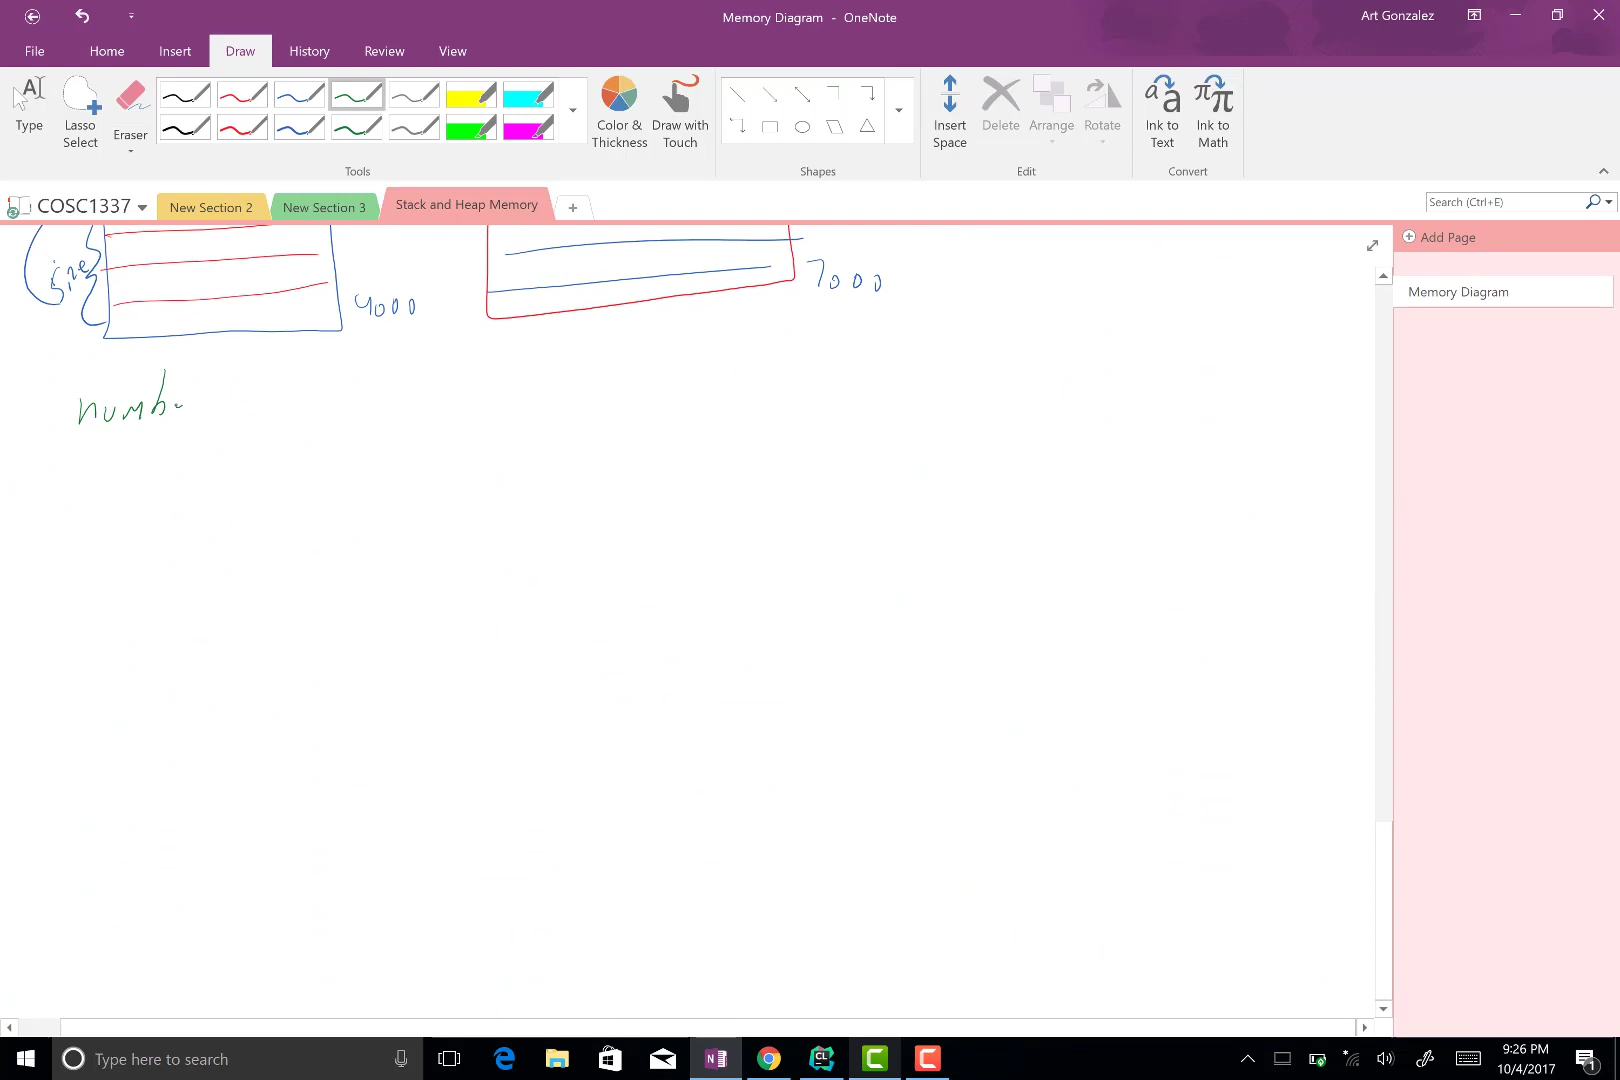 Memory Diagram - OneNote
Art Gonzalez
File
Home
Insert
Draw
History
Review
View
Type
Lasso Select
Eraser
Color & Thickness
Draw with Touch
Insert Space
Delete
Arrange
Rotate
Ink to Text
Ink to Math
Tools
Shapes
Edit
Convert
COSC1337
New Section 2
New Section 3
Stack and Heap Memory
Search (Ctrl+E)
Add Page
Memory Diagram
size
4000
7000
numb
Type here to search
9:26 PM
10/4/2017